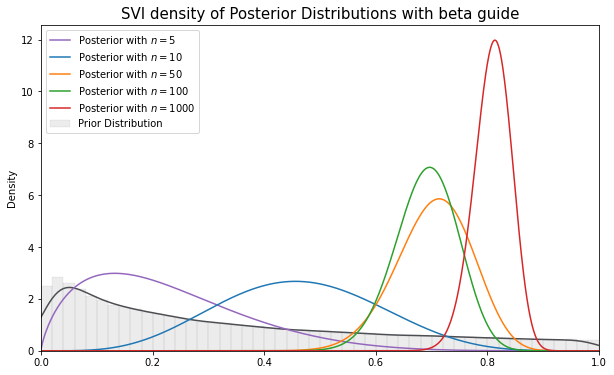 SVI density of Posterior Distributions with beta guide
Posterior with n = 5
Posterior with n = 10
Posterior with n = 50
Posterior with n = 100
Posterior with n = 1000
Prior Distribution
Density
12
10
8
6
4
2
0
0.0 0.2 0.4 0.6 0.8 1.0